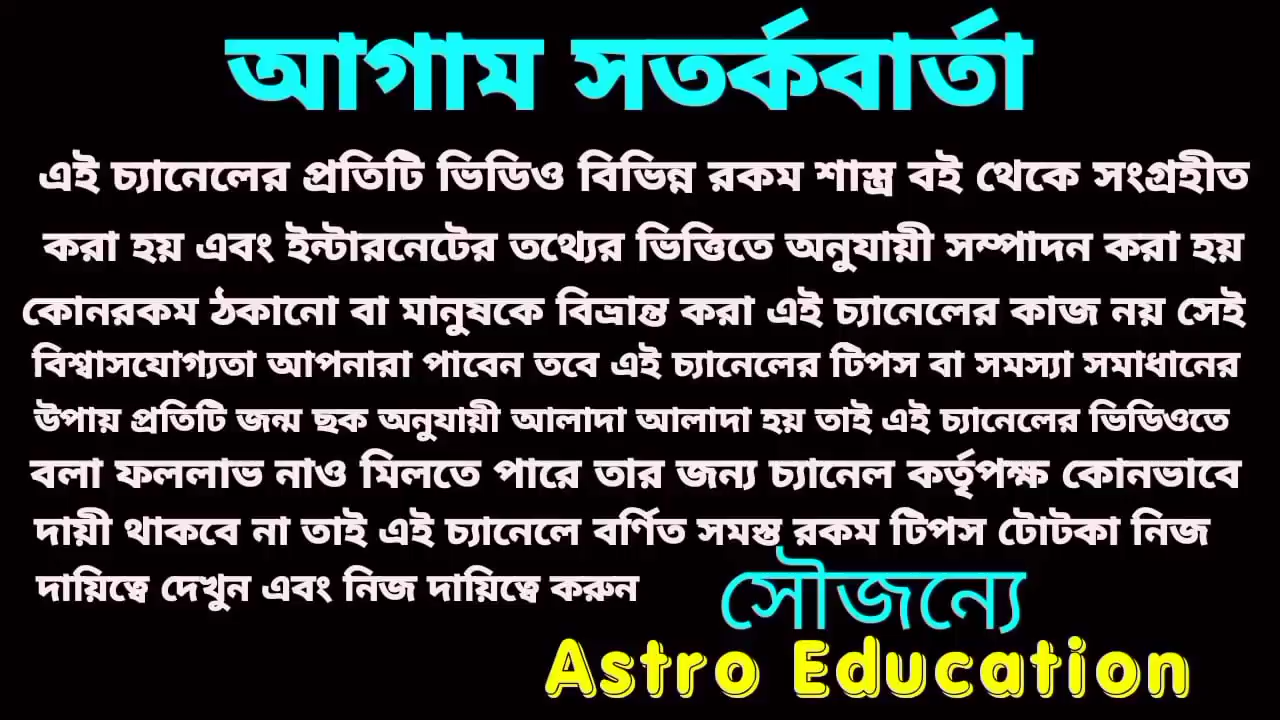 আগাম সতর্কবার্তা
এই চ্যানেলের প্রতিটি ভিডিও বিভিন্ন রকম শাস্ত্র বই থেকে সংগ্রহীত
করা হয় এবং ইন্টারনেটের তথ্যের ভিত্তিতে অনুযায়ী সম্পাদন করা হয়
কোনরকম ঠকানো বা মানুষকে বিভ্রান্ত করা এই চ্যানেলের কাজ নয় সেই
বিশ্বাসযোগ্যতা আপনারা পাবেন তবে এই চ্যানেলের টিপস বা সমস্যা সমাধানের
উপায় প্রতিটি জন্ম ছক অনুযায়ী আলাদা আলাদা হয় তাই এই চ্যানেলের ভিডিওতে
বলা ফললাভ নাও মিলতে পারে তার জন্য চ্যানেল কর্তৃপক্ষ কোনভাবে
দায়ী থাকবে না তাই এই চ্যানেলে বর্ণিত সমস্ত রকম টিপস টোটকা নিজ
দায়িত্বে দেখুন এবং নিজ দায়িত্বে করুন
সৌজন্যে
Astro Education